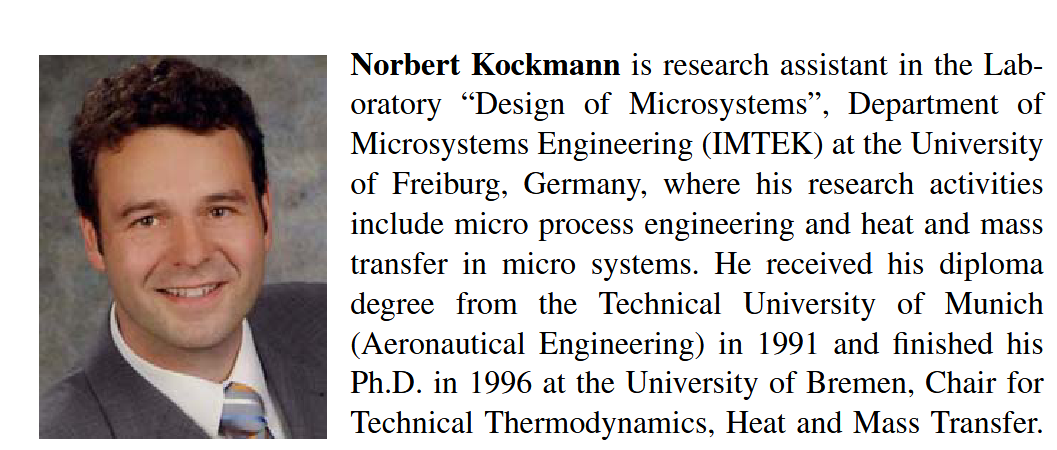 Norbert Kockmann is research assistant in the Lab-
oratory “Design of Microsystems”, Department of
Microsystems Engineering (IMTEK) at the University
of Freiburg, Germany, where his research activities
include micro process engineering and heat and mass
transfer in micro systems. He received his diploma
degree from the Technical University of Munich
(Aeronautical Engineering) in 1991 and finished his
Ph.D. in 1996 at the University of Bremen, Chair for
Technical Thermodynamics, Heat and Mass Transfer.